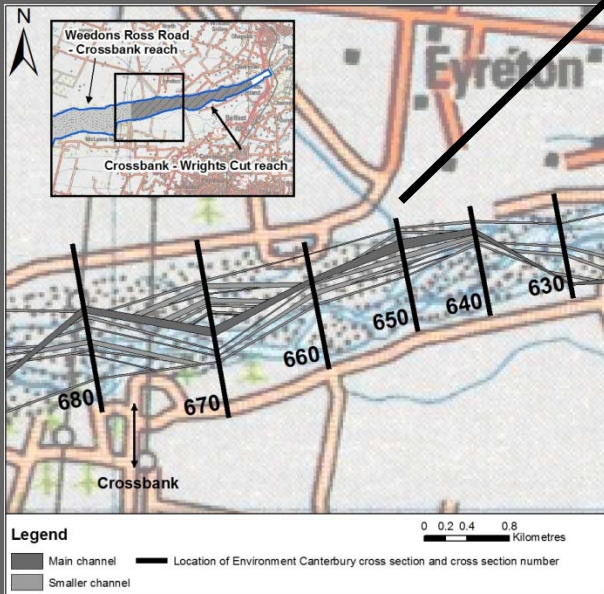 N
Weedons Ross Road
- Crossbank reach
Crossbank - Wrights Cut reach
Eyreton
680
670
660
650
640
630
Crossbank
Legend
Main channel
Smaller channel
Location of Environment Canterbury cross section and cross section number
0 0.2 0.4 0.8
Kilometres